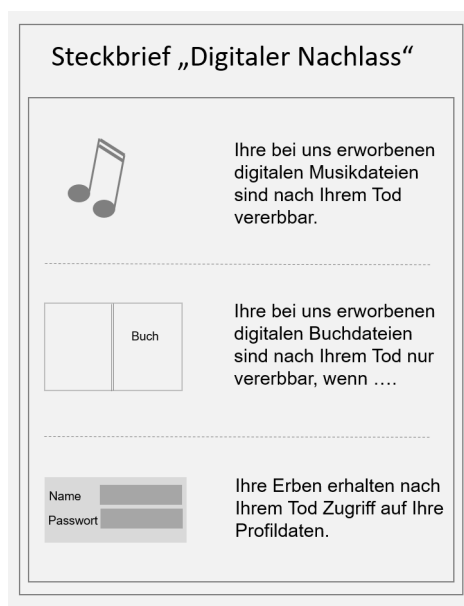 Steckbrief „Digitaler Nachlass“
Ihre bei uns erworbenen
digitalen Musikdateien
sind nach Ihrem Tod
vererbbar.
Buch
Ihre bei uns erworbenen
digitalen Buchdateien
sind nach Ihrem Tod nur
vererbbar, wenn ….
Name
Passwort
Ihre Erben erhalten nach
Ihrem Tod Zugriff auf Ihre
Profildaten.